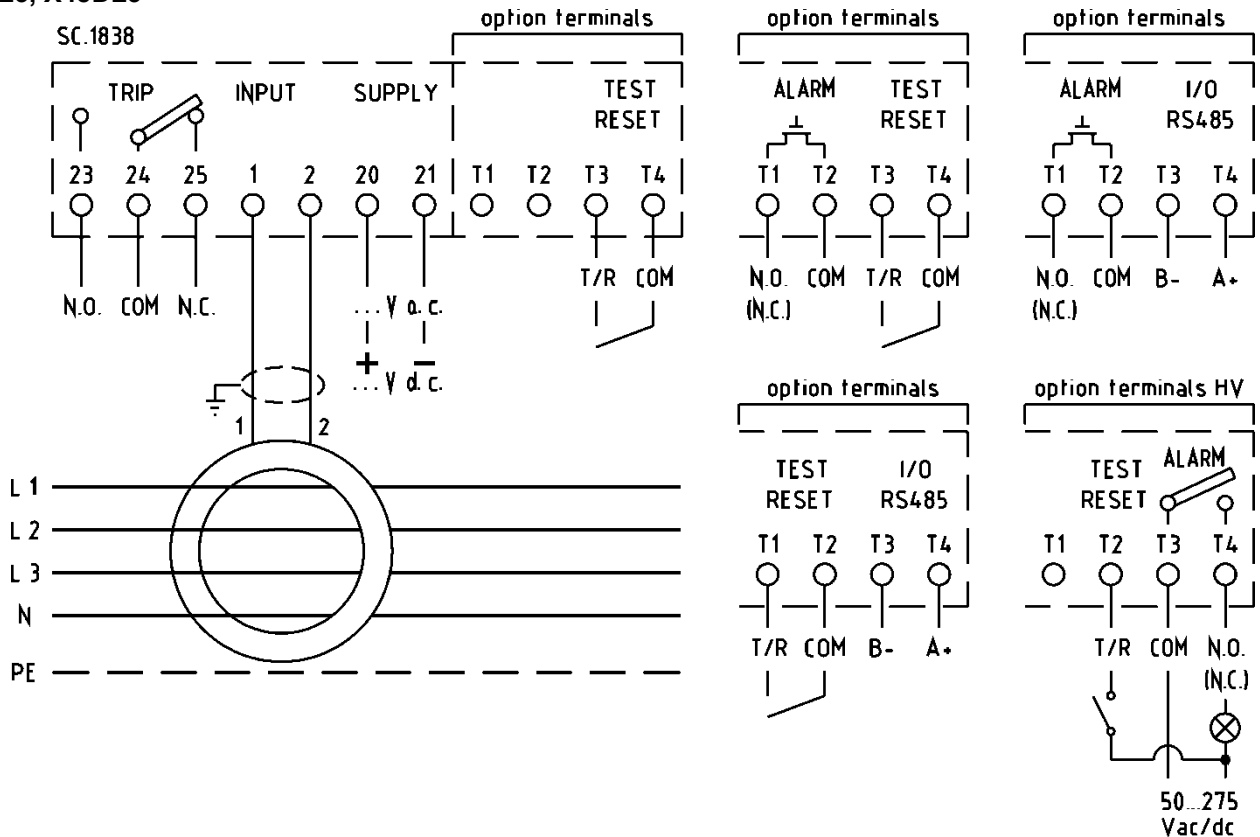 SC.1838
option terminals
TRIP INPUT SUPPLY TEST
RESET
23 24 25 1 2 20 21 T1 T2 T3 T4
N.O. COM N.C. ...V a.c. T/R COM
+ −
...V d.c.
1 2
L1
L2
L3
N
PE
option terminals
ALARM TEST
RESET
T1 T2 T3 T4
N.O. COM T/R COM
(N.C.)
option terminals
ALARM I/O
RS485
T1 T2 T3 T4
N.O. COM B- A+
(N.C.)
option terminals
TEST I/O
RESET RS485
T1 T2 T3 T4
T/R COM B- A+
option terminals HV
TEST ALARM
RESET
T1 T2 T3 T4
T/R COM N.O.
(N.C.)
50...275
Vac/dc